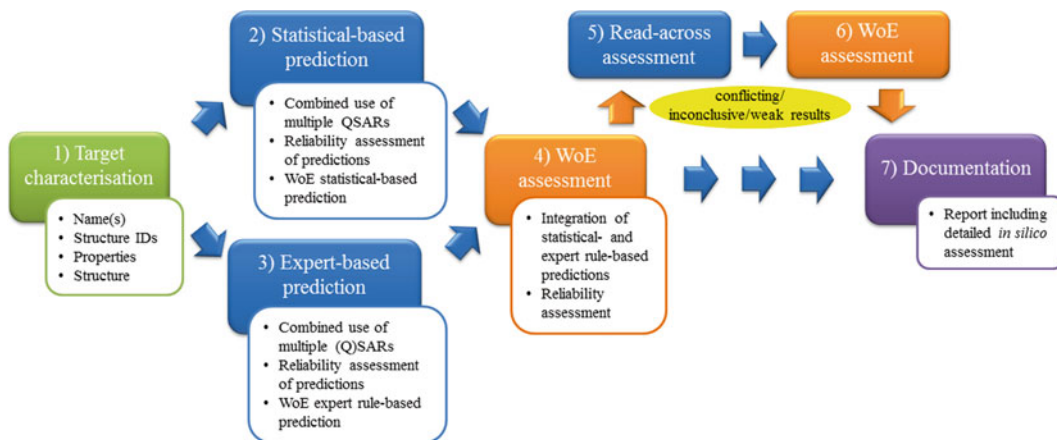 1) Target
characterisation
• Name(s)
• Structure IDs
• Properties
• Structure
2) Statistical-based
prediction
• Combined use of
multiple QSARs
• Reliability assessment
of predictions
• WoE statistical-based
prediction
3) Expert-based
prediction
• Combined use of
multiple (Q)SARs
• Reliability assessment
of predictions
• WoE expert rule-based
prediction
4) WoE
assessment
• Integration of
statistical- and
expert rule-based
predictions
• Reliability
assessment
5) Read-across
assessment
6) WoE
assessment
conflicting/
inconclusive/weak results
7) Documentation
• Report including
detailed in silico
assessment